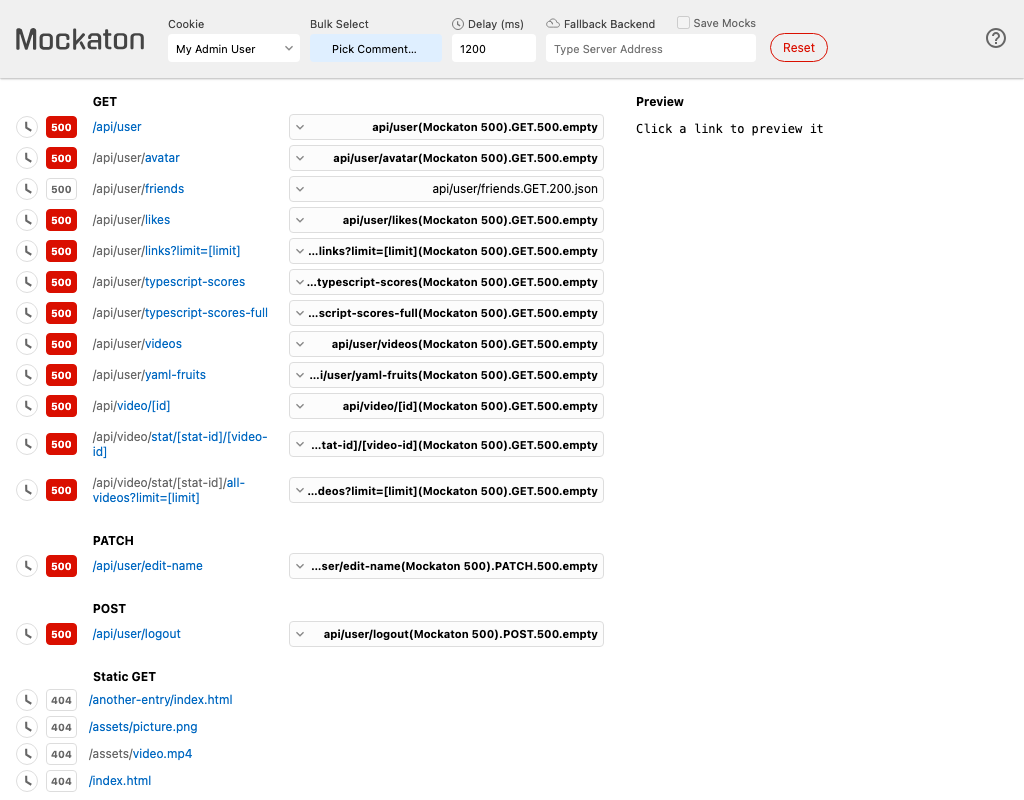 Mockaton
Cookie
My Admin User
Bulk Select
Pick Comment...
Delay (ms)
1200
Fallback Backend
Save Mocks
Type Server Address
Reset
GET
500 /api/user api/user(Mockaton 500).GET.500.empty
500 /api/user/avatar api/user/avatar(Mockaton 500).GET.500.empty
500 /api/user/friends api/user/friends.GET.200.json
500 /api/user/likes api/user/likes(Mockaton 500).GET.500.empty
500 /api/user/links?limit=[limit] ...links?limit=[limit](Mockaton 500).GET.500.empty
500 /api/user/typescript-scores ...typescript-scores(Mockaton 500).GET.500.empty
500 /api/user/typescript-scores-full ...script-scores-full(Mockaton 500).GET.500.empty
500 /api/user/videos api/user/videos(Mockaton 500).GET.500.empty
500 /api/user/yaml-fruits ...i/user/yaml-fruits(Mockaton 500).GET.500.empty
500 /api/video/[id] api/video/[id](Mockaton 500).GET.500.empty
500 /api/video/stat/[stat-id]/[video-
id] ...tat-id]/[video-id](Mockaton 500).GET.500.empty
500 /api/video/stat/[stat-id]/all-
videos?limit=[limit] ...deos?limit=[limit](Mockaton 500).GET.500.empty
PATCH
500 /api/user/edit-name ...ser/edit-name(Mockaton 500).PATCH.500.empty
POST
500 /api/user/logout api/user/logout(Mockaton 500).POST.500.empty
Static GET
404 /another-entry/index.html
404 /assets/picture.png
404 /assets/video.mp4
404 /index.html
Preview
Click a link to preview it